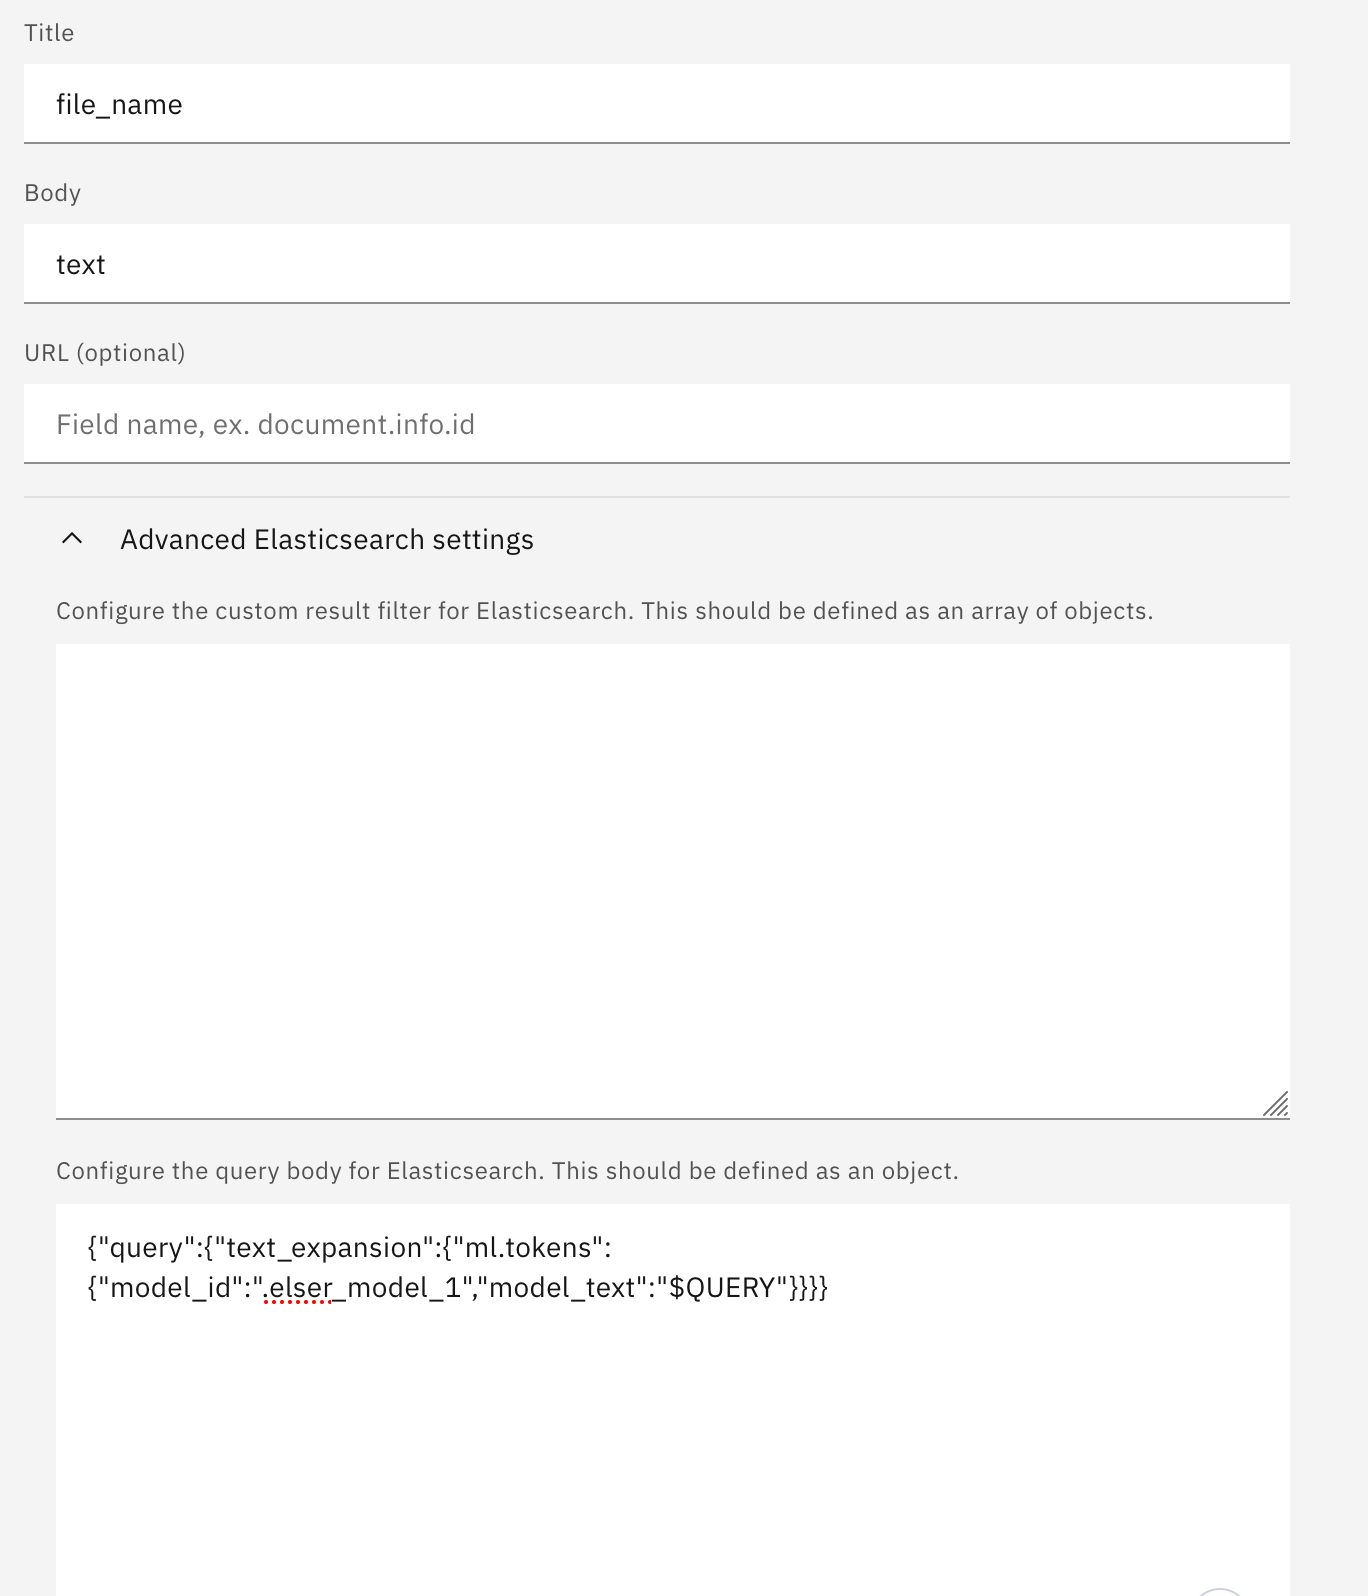 Title
file_name
Body
text
URL (optional)
Field name, ex. document.info.id
Advanced Elasticsearch settings
Configure the custom result filter for Elasticsearch. This should be defined as an array of objects.
Configure the query body for Elasticsearch. This should be defined as an object.
{"query":{"text_expansion":{"ml.tokens":
{"model_id":".elser_model_1","model_text":"$QUERY"}}}}